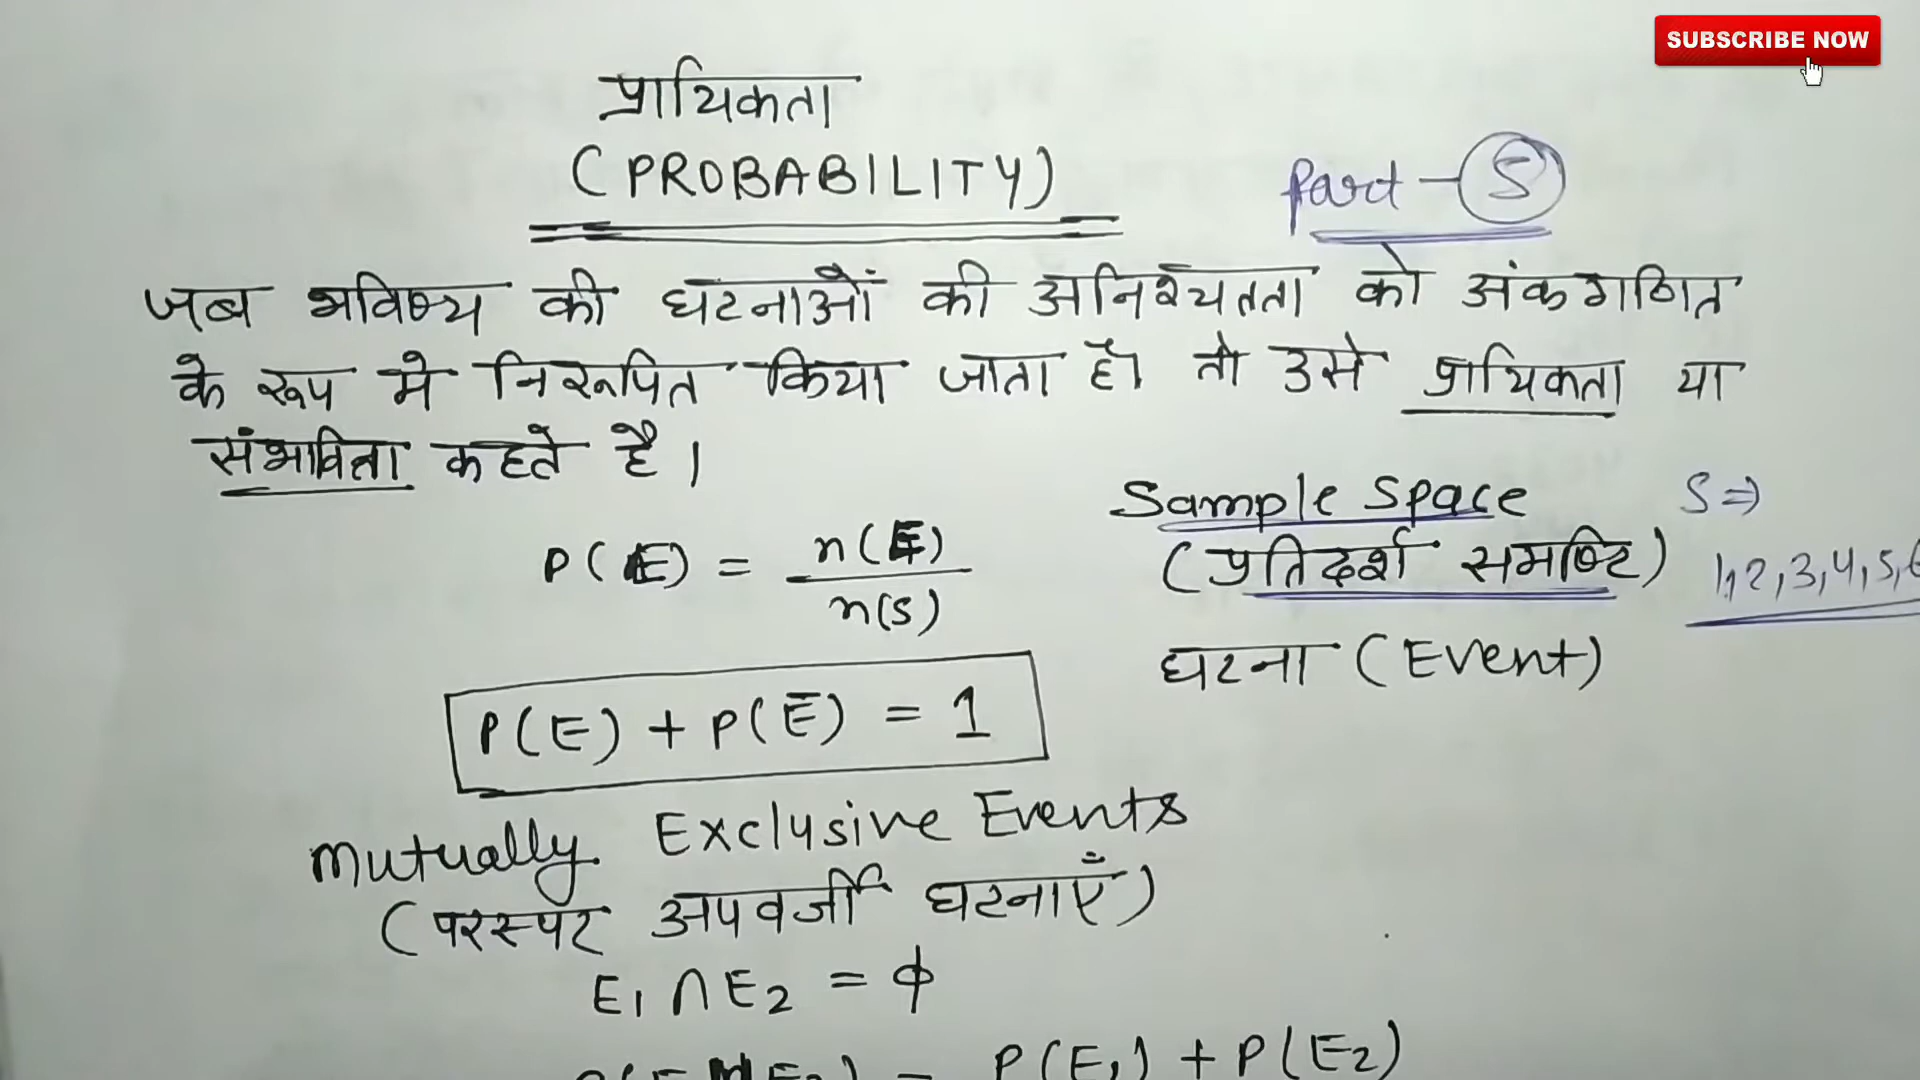 SUBSCRIBE NOW
प्रायिकता
(PROBABILITY)
Part-5
जब भविष्य की घटनाओं की अनिश्चतता को अंकगणित
के रूप मे निरूपित किया जाता है तो उसे प्रायिकता या
संभाविता कहते है।
Sample Space
S⇒
P(E) = n(E)/n(S)
(प्रतिदर्श समष्टि)
1,2,3,4,5,6
घटना (Event)
P(E) + P(Ē) = 1
Mutually Exclusive Events
(परस्पर अपवर्जी घटनाएँ)
E₁∩E₂ = ϕ
P(E₁) + P(E₂)